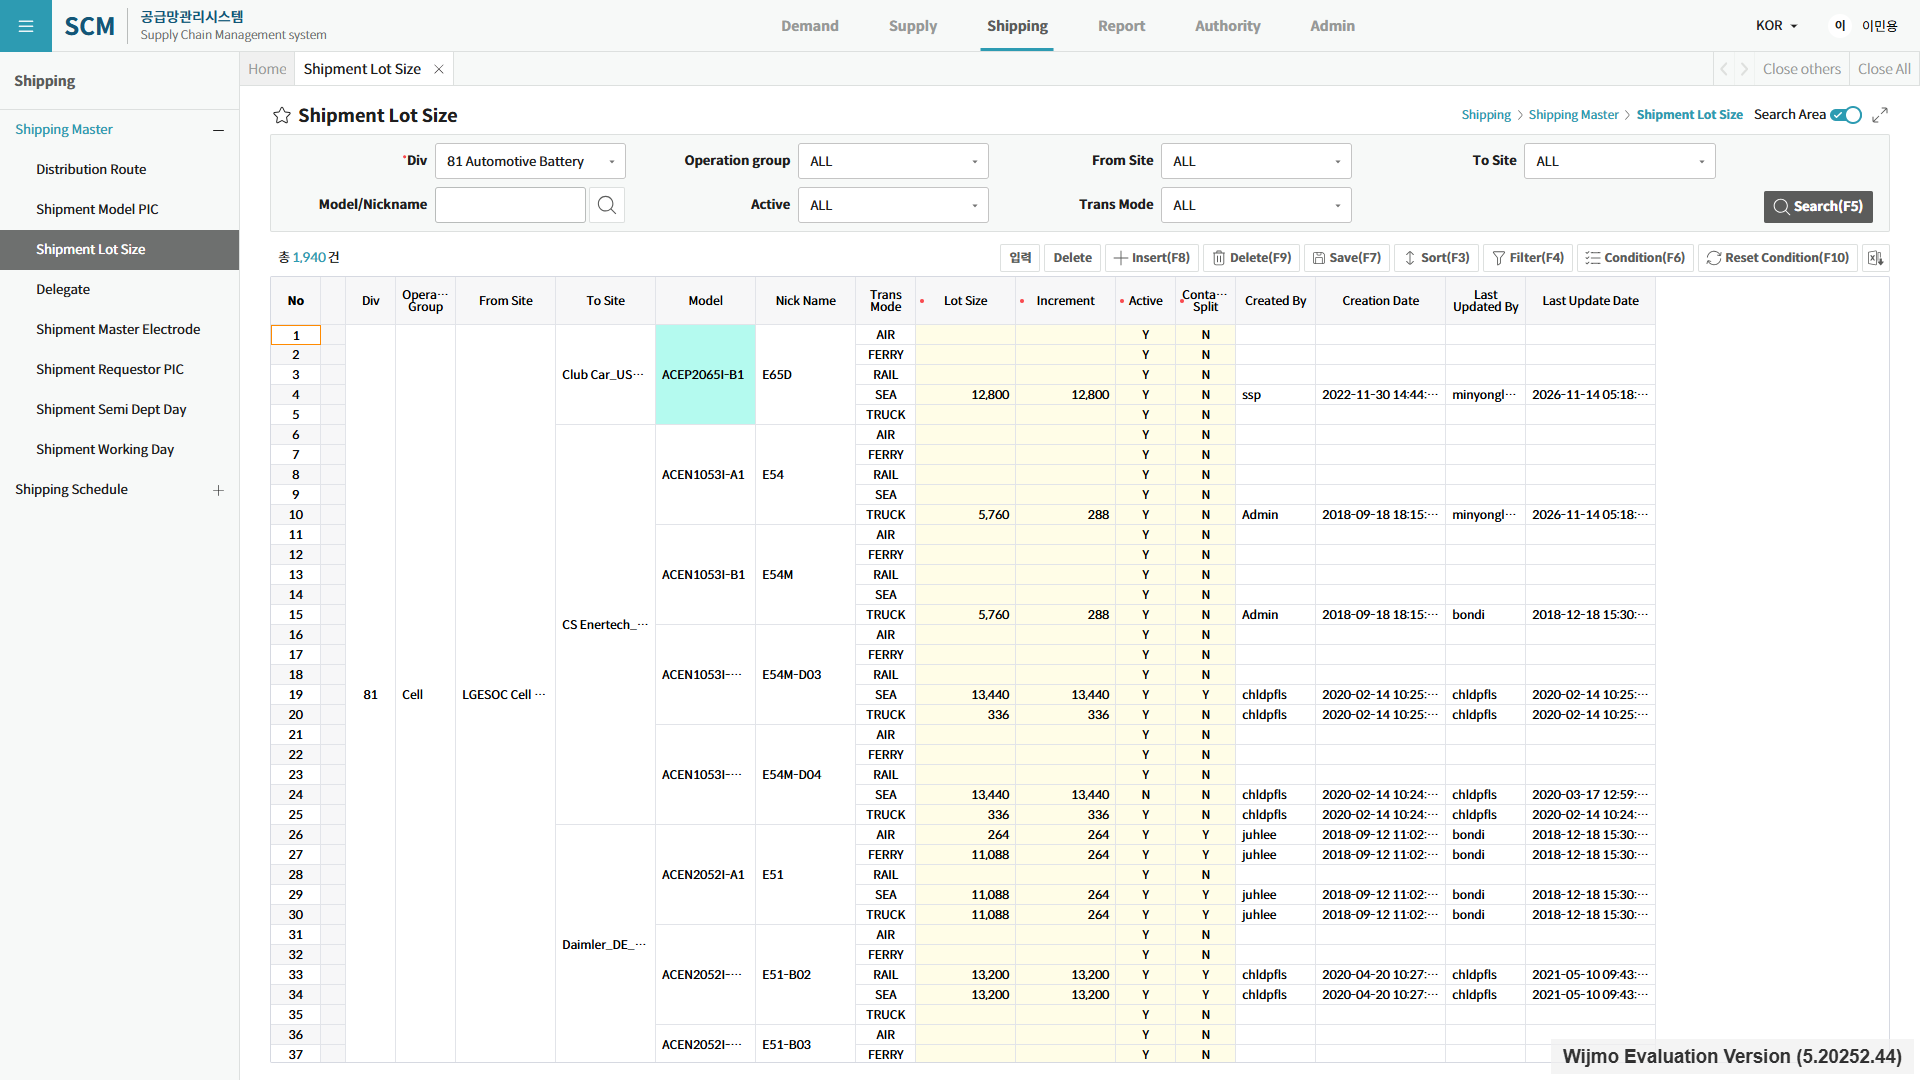 SCM 공급망관리시스템
Supply Chain Management system
Demand Supply Shipping Report Authority Admin
KOR 이 이민용
Shipping
Home Shipment Lot Size
Close others Close All
Shipping Master
Distribution Route
Shipment Model PIC
Shipment Lot Size
Delegate
Shipment Master Electrode
Shipment Requestor PIC
Shipment Semi Dept Day
Shipment Working Day
Shipping Schedule
Shipment Lot Size
Shipping > Shipping Master > Shipment Lot Size Search Area
*Div 81 Automotive Battery Operation group ALL From Site ALL To Site ALL
Model/Nickname Active ALL Trans Mode ALL Search(F5)
총 1,940 건
입력 Delete Insert(F8) Delete(F9) Save(F7) Sort(F3) Filter(F4) Condition(F6) Reset Condition(F10)
No Div Opera··· Group From Site To Site Model Nick Name Trans Mode Lot Size Increment Active Conta··· Split Created By Creation Date Last Updated By Last Update Date
1 AIR Y N
2 FERRY Y N
3 Club Car_US··· ACEP2065I-B1 E65D RAIL Y N
4 SEA 12,800 12,800 Y N ssp 2022-11-30 14:44:··· minyongl··· 2026-11-14 05:18:···
5 TRUCK Y N
6 AIR Y N
7 FERRY Y N
8 ACEN1053I-A1 E54 RAIL Y N
9 SEA Y N
10 TRUCK 5,760 288 Y N Admin 2018-09-18 18:15:··· minyongl··· 2026-11-14 05:18:···
11 AIR Y N
12 FERRY Y N
13 ACEN1053I-B1 E54M RAIL Y N
14 SEA Y N
15 TRUCK 5,760 288 Y N Admin 2018-09-18 18:15:··· bondi 2018-12-18 15:30:···
CS Enertech_···
16 AIR Y N
17 FERRY Y N
18 ACEN1053I-··· E54M-D03 RAIL Y N
19 81 Cell LGESOC Cell ··· SEA 13,440 13,440 Y Y chldpfls 2020-02-14 10:25:··· chldpfls 2020-02-14 10:25:···
20 TRUCK 336 336 Y N chldpfls 2020-02-14 10:25:··· chldpfls 2020-02-14 10:25:···
21 AIR Y N
22 FERRY Y N
23 ACEN1053I-··· E54M-D04 RAIL Y N
24 SEA 13,440 13,440 N N chldpfls 2020-02-14 10:24:··· chldpfls 2020-03-17 12:59:···
25 TRUCK 336 336 Y N chldpfls 2020-02-14 10:24:··· chldpfls 2020-02-14 10:24:···
26 AIR 264 264 Y Y juhlee 2018-09-12 11:02:··· bondi 2018-12-18 15:30:···
27 FERRY 11,088 264 Y Y juhlee 2018-09-12 11:02:··· bondi 2018-12-18 15:30:···
28 ACEN2052I-A1 E51 RAIL Y N
29 SEA 11,088 264 Y Y juhlee 2018-09-12 11:02:··· bondi 2018-12-18 15:30:···
30 TRUCK 11,088 264 Y Y juhlee 2018-09-12 11:02:··· bondi 2018-12-18 15:30:···
31 AIR Y N
Daimler_DE_···
32 FERRY Y N
33 ACEN2052I-··· E51-B02 RAIL 13,200 13,200 Y Y chldpfls 2020-04-20 10:27:··· chldpfls 2021-05-10 09:43:···
34 SEA 13,200 13,200 Y Y chldpfls 2020-04-20 10:27:··· chldpfls 2021-05-10 09:43:···
35 TRUCK Y N
36 AIR Y N
ACEN2052I-··· E51-B03
37 FERRY Y N
Wijmo Evaluation Version (5.20252.44)